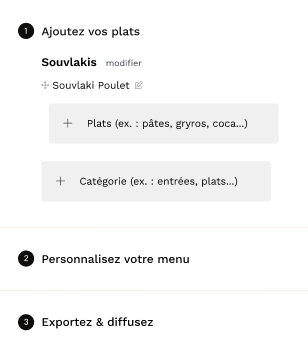 1 Ajoutez vos plats
Souvlakis modifier
Souvlaki Poulet
Plats (ex. : pâtes, gryros, coca...)
Catégorie (ex. : entrées, plats...)
2 Personnalisez votre menu
3 Exportez & diffusez